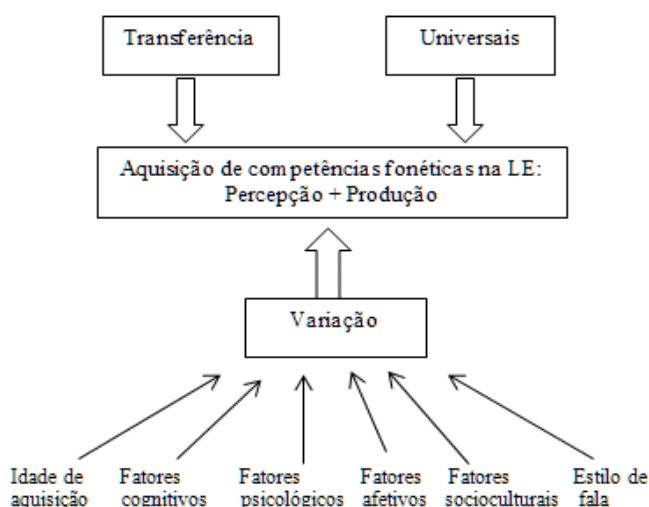 Transferência
Universais
Aquisição de competências fonéticas na LE:
Percepção + Produção
Variação
Idade de
aquisição
Fatores
cognitivos
Fatores
psicológicos
Fatores
afetivos
Fatores
socioculturais
Estilo de
fala